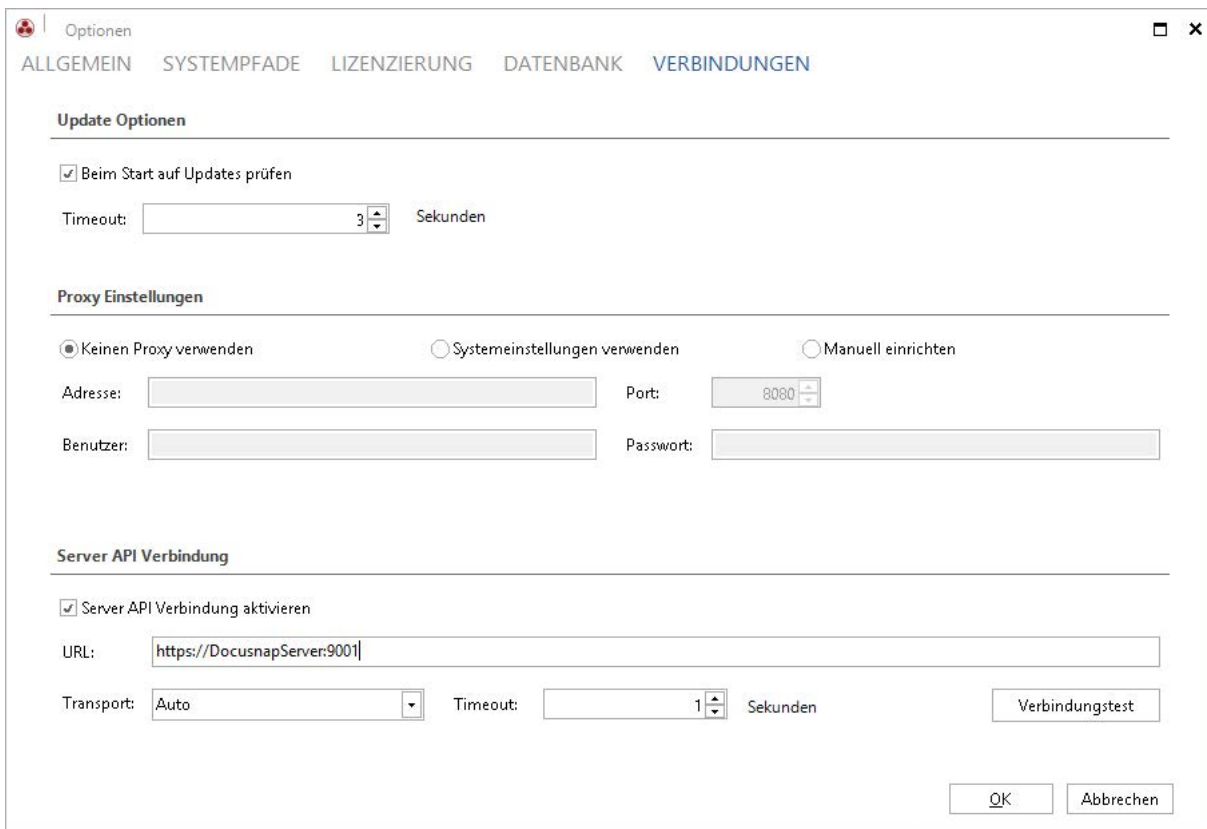 Optionen
ALLGEMEIN SYSTEMPFADE LIZENZIERUNG DATENBANK VERBINDUNGEN
Update Optionen
Beim Start auf Updates prüfen
Timeout: 3 Sekunden
Proxy Einstellungen
Keinen Proxy verwenden Systemeinstellungen verwenden Manuell einrichten
Adresse: Port: 8080
Benutzer: Passwort:
Server API Verbindung
Server API Verbindung aktivieren
URL: https://DocusnapServer:9001
Transport: Auto Timeout: 1 Sekunden Verbindungstest
OK Abbrechen